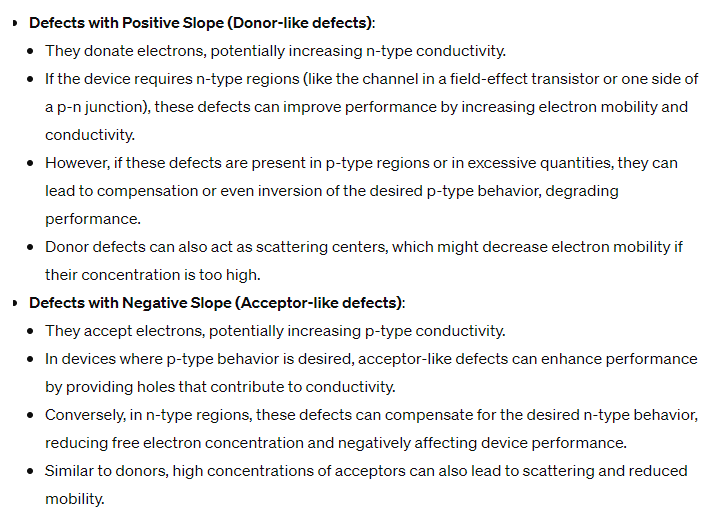 Defects with Positive Slope (Donor-like defects):
They donate electrons, potentially increasing n-type conductivity.
If the device requires n-type regions (like the channel in a field-effect transistor or one side of
a p-n junction), these defects can improve performance by increasing electron mobility and
conductivity.
However, if these defects are present in p-type regions or in excessive quantities, they can
lead to compensation or even inversion of the desired p-type behavior, degrading
performance.
Donor defects can also act as scattering centers, which might decrease electron mobility if
their concentration is too high.
Defects with Negative Slope (Acceptor-like defects):
They accept electrons, potentially increasing p-type conductivity.
In devices where p-type behavior is desired, acceptor-like defects can enhance performance
by providing holes that contribute to conductivity.
Conversely, in n-type regions, these defects can compensate for the desired n-type behavior,
reducing free electron concentration and negatively affecting device performance.
Similar to donors, high concentrations of acceptors can also lead to scattering and reduced
mobility.